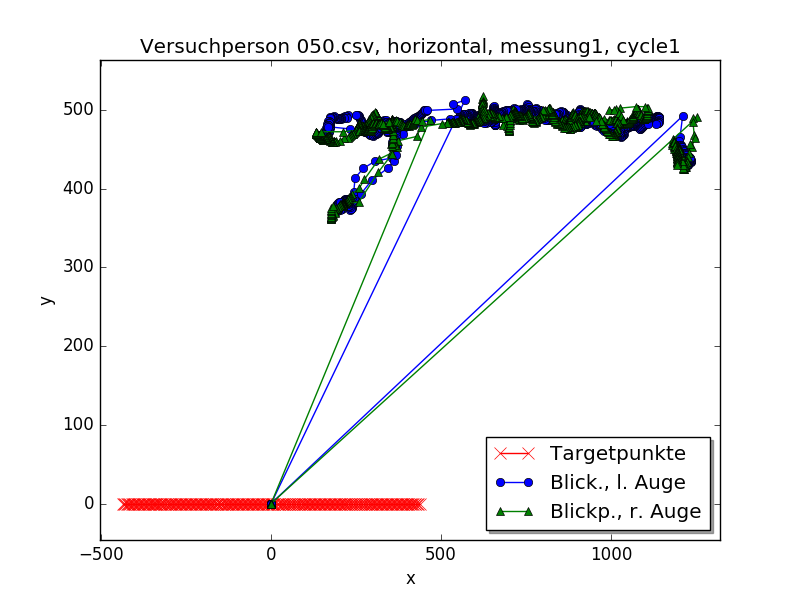 Versuchperson 050.csv, horizontal, messung1, cycle1
y
500
400
300
200
100
0
−500 0 500 1000
x
Targetpunkte
Blick., l. Auge
Blickp., r. Auge